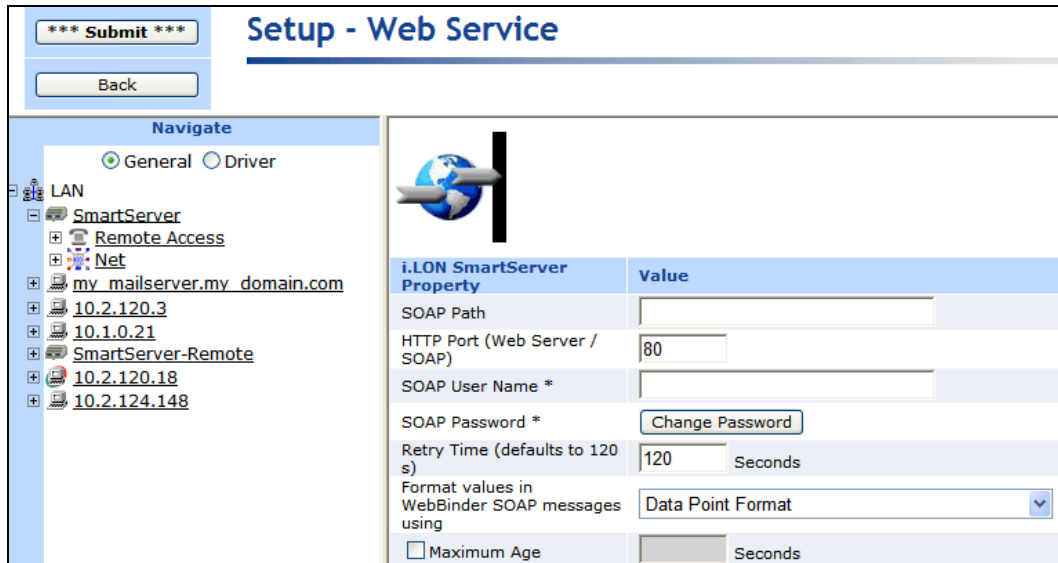 *** Submit ***
Setup - Web Service
Back
Navigate
General Driver
LAN
SmartServer
Remote Access
Net
my_mailserver.my_domain.com
10.2.120.3
10.1.0.21
SmartServer-Remote
10.2.120.18
10.2.124.148
i.LON SmartServer
Property
Value
SOAP Path
HTTP Port (Web Server /
SOAP)
80
SOAP User Name *
SOAP Password *
Change Password
Retry Time (defaults to 120
s)
120 Seconds
Format values in
WebBinder SOAP messages
using
Data Point Format
Maximum Age
Seconds